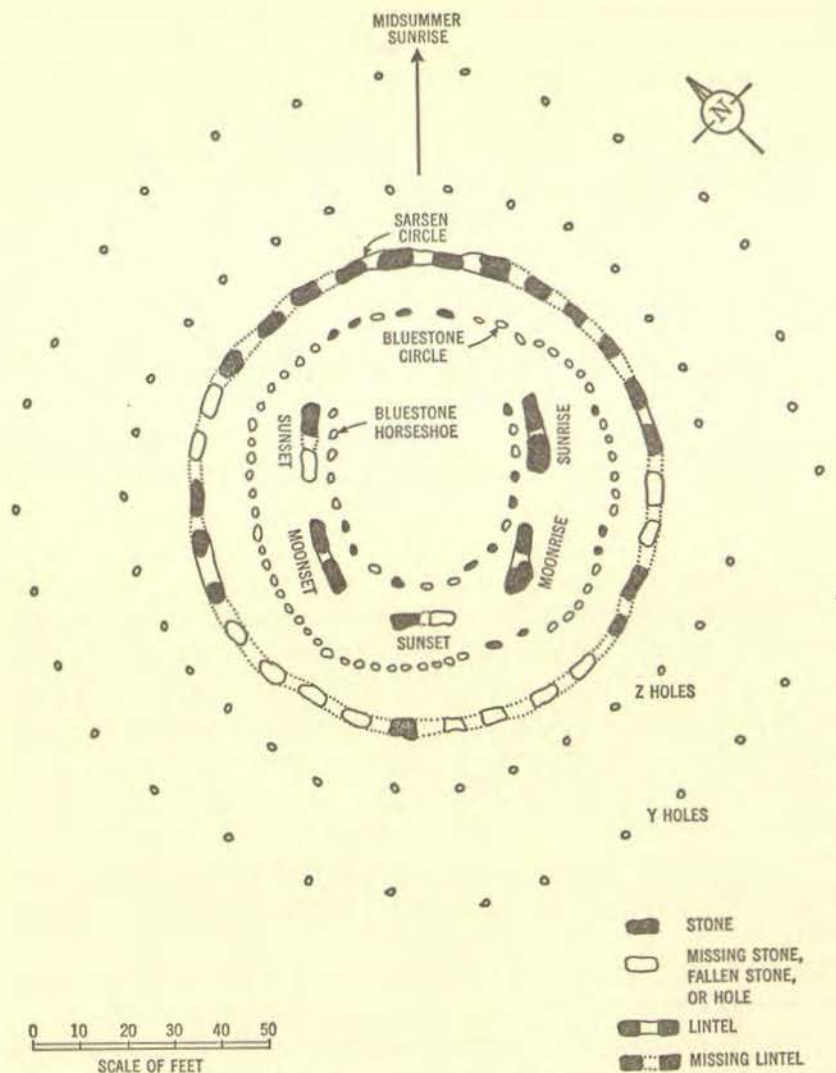 MIDSUMMER
SUNRISE
N
SARSEN
CIRCLE
BLUESTONE
CIRCLE
SUNSET
BLUESTONE
HORSESHOE
SUNRISE
MOONSET
MOONRISE
SUNSET
Z HOLES
Y HOLES
STONE
MISSING STONE,
FALLEN STONE,
OR HOLE
LINTEL
MISSING LINTEL
0 10 20 30 40 50
SCALE OF FEET